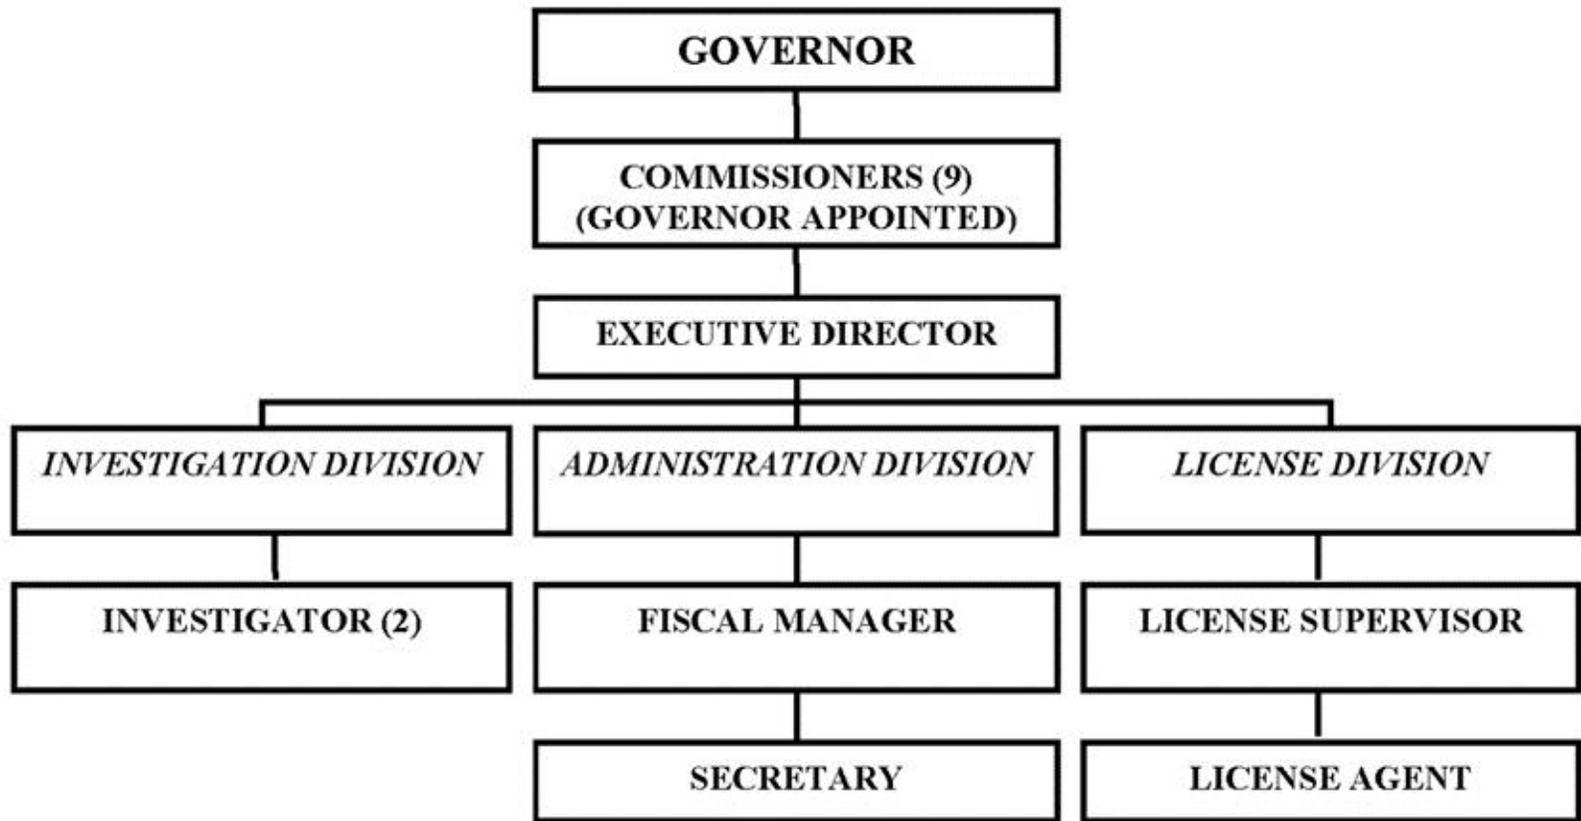 GOVERNOR
COMMISSIONERS (9)
(GOVERNOR APPOINTED)
EXECUTIVE DIRECTOR
INVESTIGATION DIVISION
ADMINISTRATION DIVISION
LICENSE DIVISION
INVESTIGATOR (2)
FISCAL MANAGER
LICENSE SUPERVISOR
SECRETARY
LICENSE AGENT